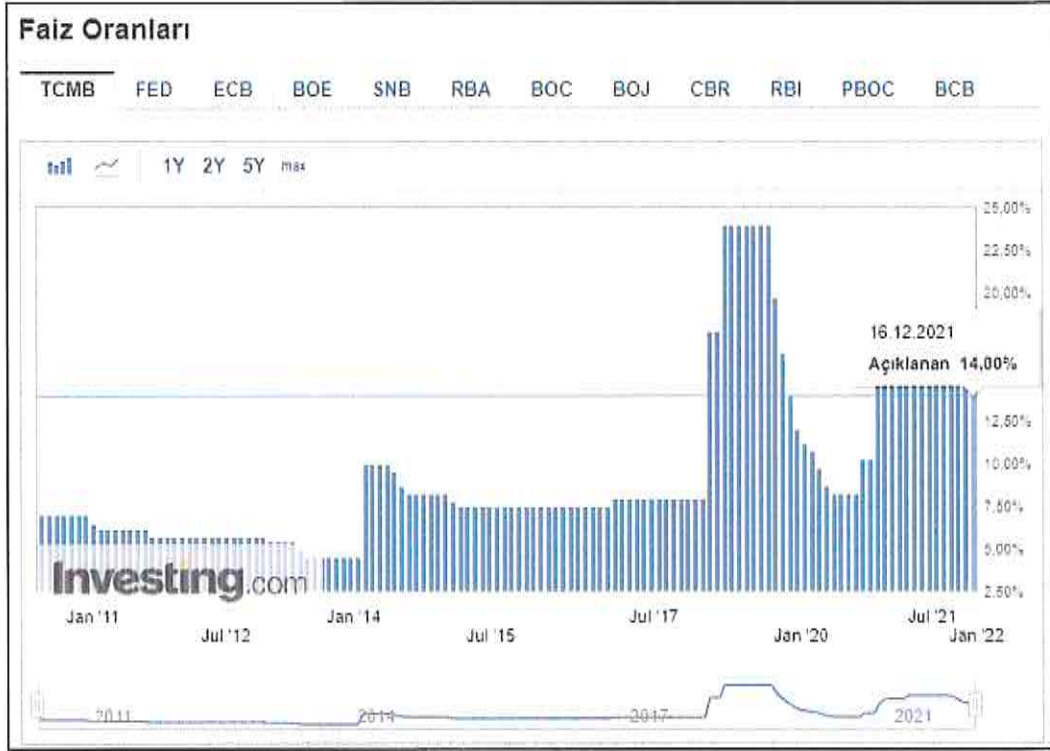 Faiz Oranları
TCMB FED ECB BOE SNB RBA BOC BOJ CBR RBI PBOC BCB
1Y 2Y 5Y max
25,00%
22,50%
20,00%
16.12.2021
Açıklanan 14,00%
12,50%
10,00%
7,50%
5,00%
2,50%
Investing.com
Jan '11 Jul '12 Jan '14 Jul '15 Jul '17 Jan '20 Jul '21 Jan '22
2011 2014 2017 2021